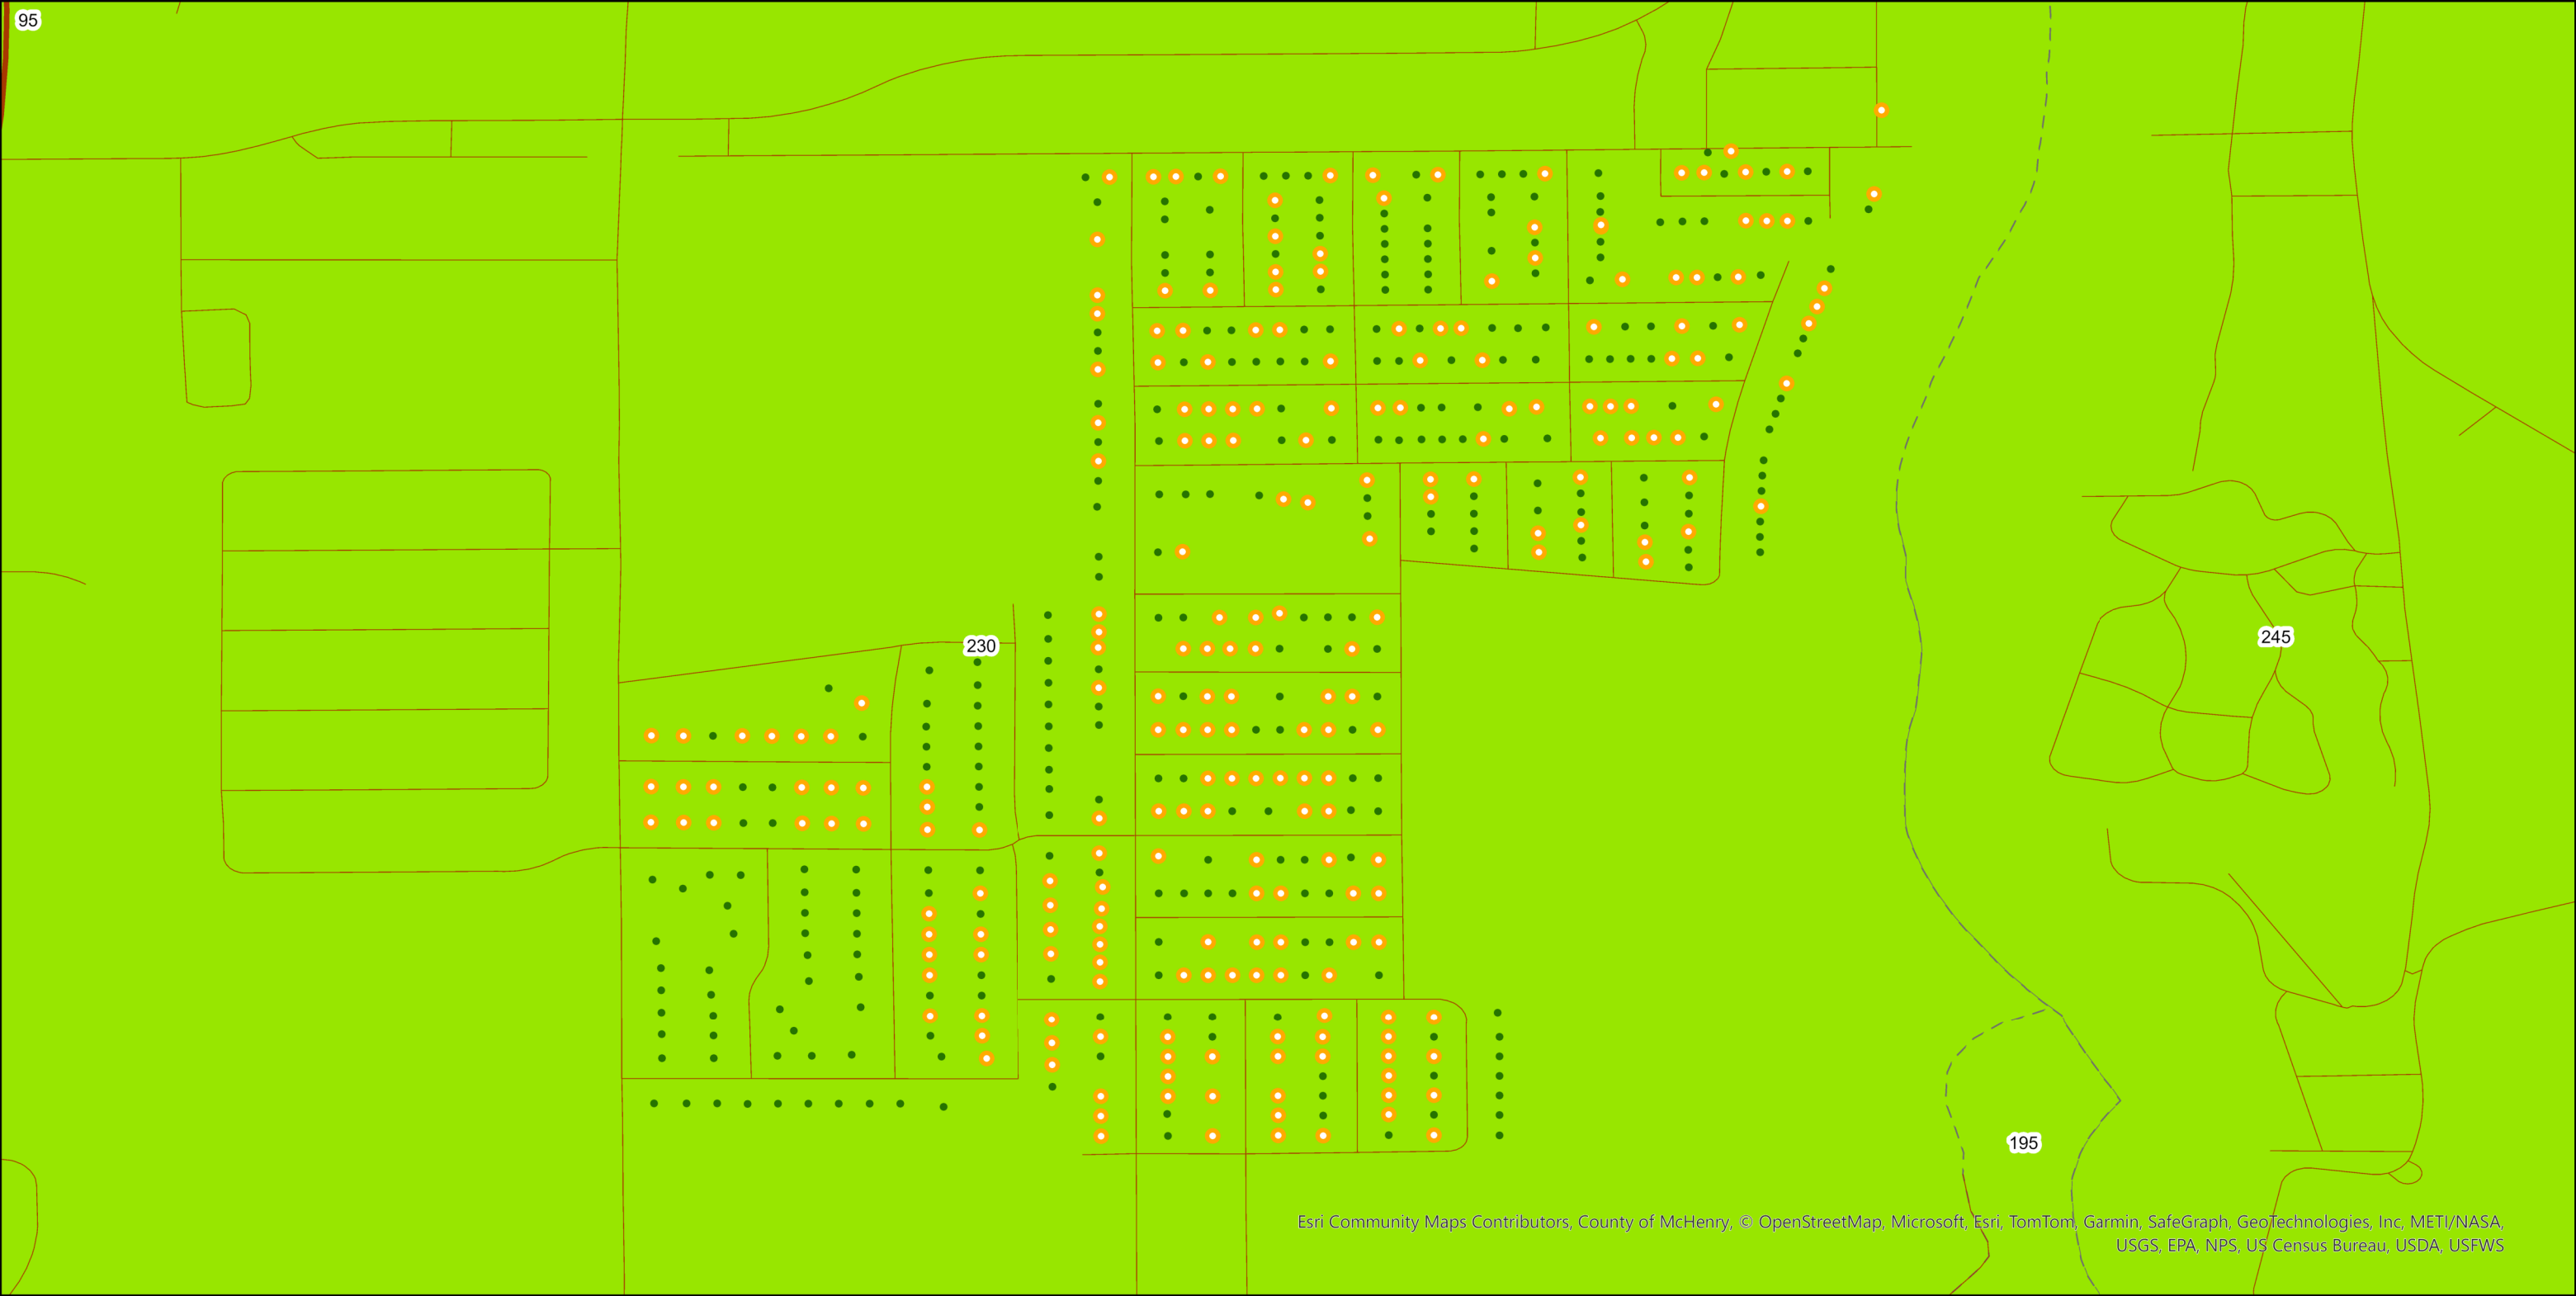 95
230
245
195
Esri Community Maps Contributors, County of McHenry, © OpenStreetMap, Microsoft, Esri, TomTom, Garmin, SafeGraph, GeoTechnologies, Inc, METI/NASA,
USGS, EPA, NPS, US Census Bureau, USDA, USFWS